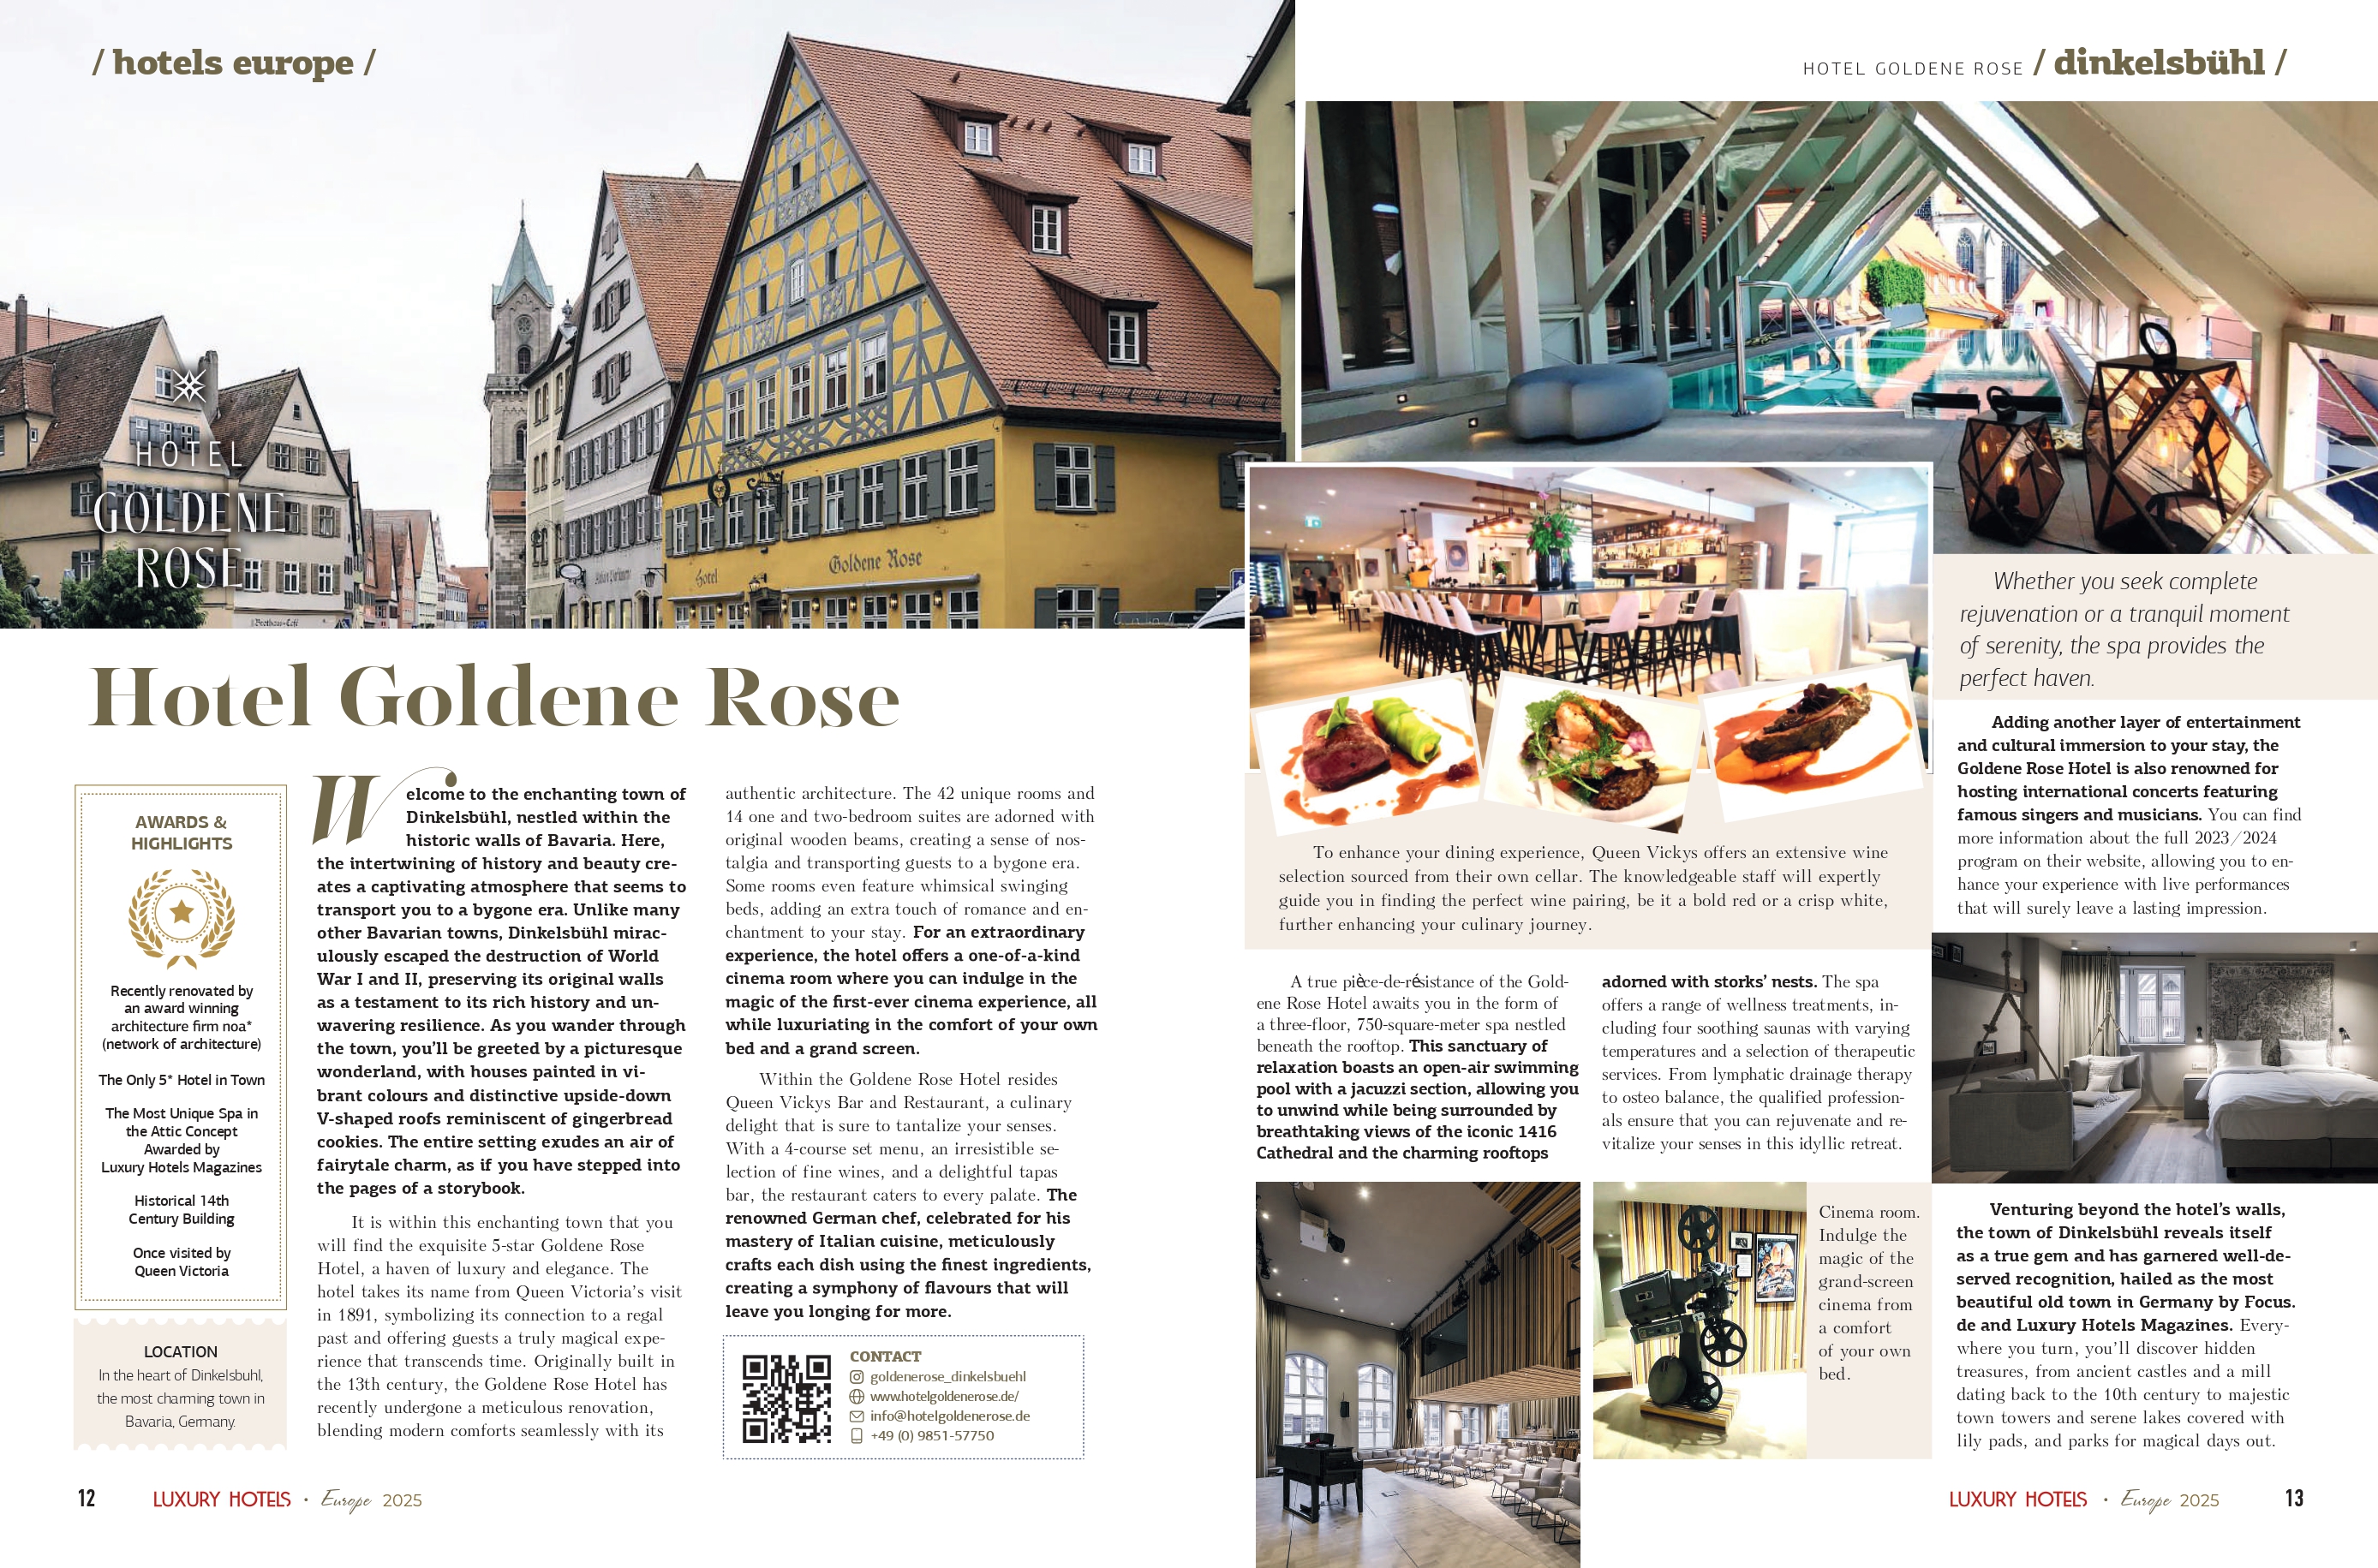 / hotels europe /
HOTEL GOLDENE ROSE / dinkelsbühl /
HOTEL
GOLDENE
ROSE
Hotel
Goldene Rose
Hotel Goldene Rose
AWARDS &
HIGHLIGHTS
Recently renovated by
an award winning
architecture firm noa*
(network of architecture)
The Only 5* Hotel in Town
The Most Unique Spa in
the Attic Concept
Awarded by
Luxury Hotels Magazines
Historical 14th
Century Building
Once visited by
Queen Victoria
LOCATION
In the heart of Dinkelsbuhl,
the most charming town in
Bavaria, Germany.
Welcome to the enchanting town of
Dinkelsbühl, nestled within the
historic walls of Bavaria. Here,
the intertwining of history and beauty cre-
ates a captivating atmosphere that seems to
transport you to a bygone era. Unlike many
other Bavarian towns, Dinkelsbühl mirac-
ulously escaped the destruction of World
War I and II, preserving its original walls
as a testament to its rich history and un-
wavering resilience. As you wander through
the town, you'll be greeted by a picturesque
wonderland, with houses painted in vi-
brant colours and distinctive upside-down
V-shaped roofs reminiscent of gingerbread
cookies. The entire setting exudes an air of
fairytale charm, as if you have stepped into
the pages of a storybook.
It is within this enchanting town that you
will find the exquisite 5-star Goldene Rose
Hotel, a haven of luxury and elegance. The
hotel takes its name from Queen Victoria's visit
in 1891, symbolizing its connection to a regal
past and offering guests a truly magical expe-
rience that transcends time. Originally built in
the 13th century, the Goldene Rose Hotel has
recently undergone a meticulous renovation,
blending modern comforts seamlessly with its
authentic architecture. The 42 unique rooms and
14 one and two-bedroom suites are adorned with
original wooden beams, creating a sense of nos-
talgia and transporting guests to a bygone era.
Some rooms even feature whimsical swinging
beds, adding an extra touch of romance and en-
chantment to your stay. For an extraordinary
experience, the hotel offers a one-of-a-kind
cinema room where you can indulge in the
magic of the first-ever cinema experience, all
while luxuriating in the comfort of your own
bed and a grand screen.
Within the Goldene Rose Hotel resides
Queen Vickys Bar and Restaurant, a culinary
delight that is sure to tantalize your senses.
With a 4-course set menu, an irresistible se-
lection of fine wines, and a delightful tapas
bar, the restaurant caters to every palate. The
renowned German chef, celebrated for his
mastery of Italian cuisine, meticulously
crafts each dish using the finest ingredients,
creating a symphony of flavours that will
leave you longing for more.
CONTACT
goldenerose_dinkelsbuehl
www.hotelgoldenerose.de/
info@hotelgoldenerose.de
+49 (0) 9851-57750
12 LUXURY HOTELS • Europe 2025
To enhance your dining experience, Queen Vickys offers an extensive wine
selection sourced from their own cellar. The knowledgeable staff will expertly
guide you in finding the perfect wine pairing, be it a bold red or a crisp white,
further enhancing your culinary journey.
A true pièce-de-résistance of the Gold-
ene Rose Hotel awaits you in the form of
a three-floor, 750-square-meter spa nestled
beneath the rooftop. This sanctuary of
relaxation boasts an open-air swimming
pool with a jacuzzi section, allowing you
to unwind while being surrounded by
breathtaking views of the iconic 1416
Cathedral and the charming rooftops
adorned with storks' nests. The spa
offers a range of wellness treatments, in-
cluding four soothing saunas with varying
temperatures and a selection of therapeutic
services. From lymphatic drainage therapy
to osteo balance, the qualified profession-
als ensure that you can rejuvenate and re-
vitalize your senses in this idyllic retreat.
Cinema room.
Indulge the
magic of the
grand-screen
cinema from
a comfort
of your own
bed.
Whether you seek complete
rejuvenation or a tranquil moment
of serenity, the spa provides the
perfect haven.
Adding another layer of entertainment
and cultural immersion to your stay, the
Goldene Rose Hotel is also renowned for
hosting international concerts featuring
famous singers and musicians. You can find
more information about the full 2023/2024
program on their website, allowing you to en-
hance your experience with live performances
that will surely leave a lasting impression.
Venturing beyond the hotel's walls,
the town of Dinkelsbühl reveals itself
as a true gem and has garnered well-de-
served recognition, hailed as the most
beautiful old town in Germany by Focus.
de and Luxury Hotels Magazines. Every-
where you turn, you'll discover hidden
treasures, from ancient castles and a mill
dating back to the 10th century to majestic
town towers and serene lakes covered with
lily pads, and parks for magical days out.
LUXURY HOTELS • Europe 2025 13